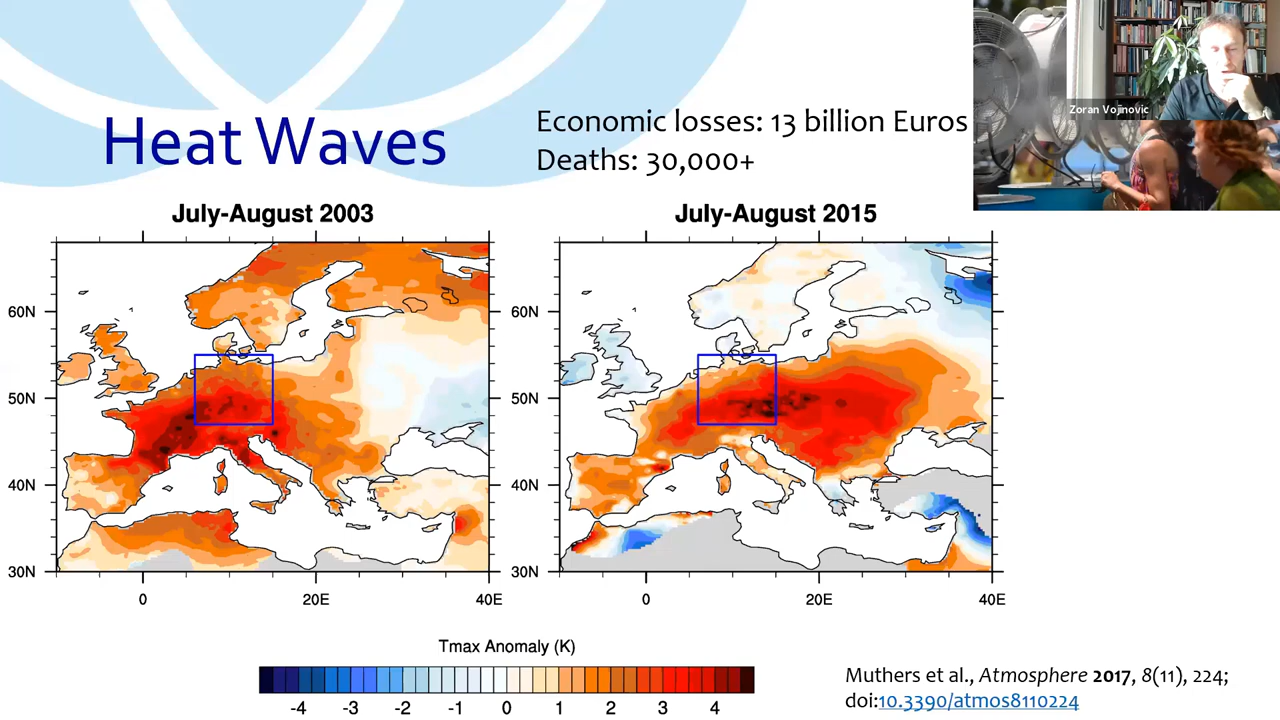 Zoran Vojinovic
Heat Waves
Economic losses: 13 billion Euros
Deaths: 30,000+
July-August 2003
July-August 2015
60N
50N
40N
30N
0
20E
40E
60N
50N
40N
30N
0
20E
40E
Tmax Anomaly (K)
-4 -3 -2 -1 0 1 2 3 4
Muthers et al., Atmosphere 2017, 8(11), 224;
doi:10.3390/atmos8110224